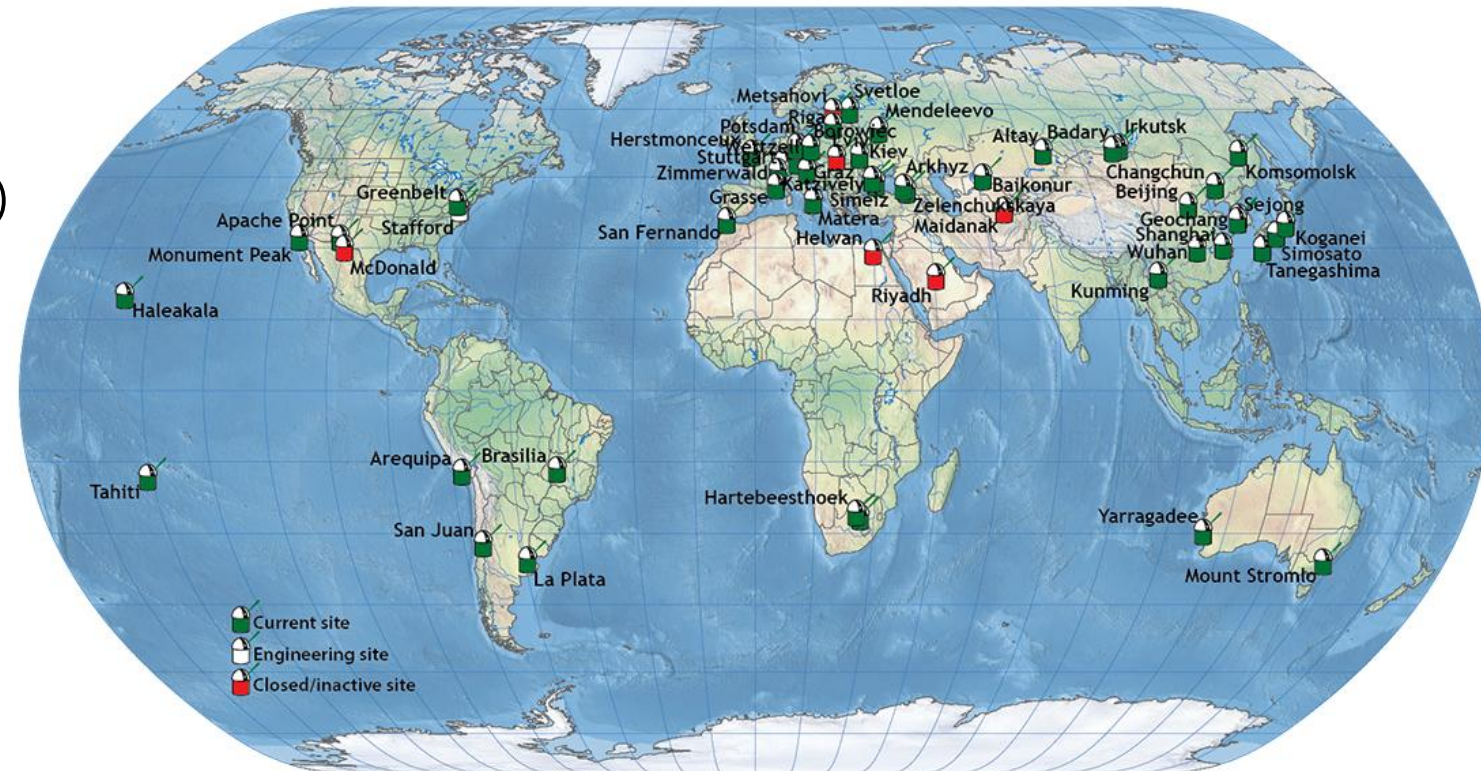 )
Metsahovi
Svetloe
Riga
Mendeleevo
Potsdam
Borowiec
Herstmonceux
Wettzell
Kiev
Altay
Badary
Irkutsk
Stuttgart
Zimmerwald
Graz
Arkhyz
Changchun
Komsomolsk
Katzively
Baikonur
Beijing
Greenbelt
Grasse
Simeiz
Zelenchukskaya
Sejong
Apache Point
Stafford
Matera
Maidanak
Geochang
San Fernando
Helwan
Shanghai
Koganei
Monument Peak
McDonald
Wuhan
Simosato
Tanegashima
Riyadh
Kunming
Haleakala
Arequipa
Brasilia
Tahiti
Hartebeesthoek
Yarragadee
San Juan
La Plata
Mount Stromlo
Current site
Engineering site
Closed/inactive site